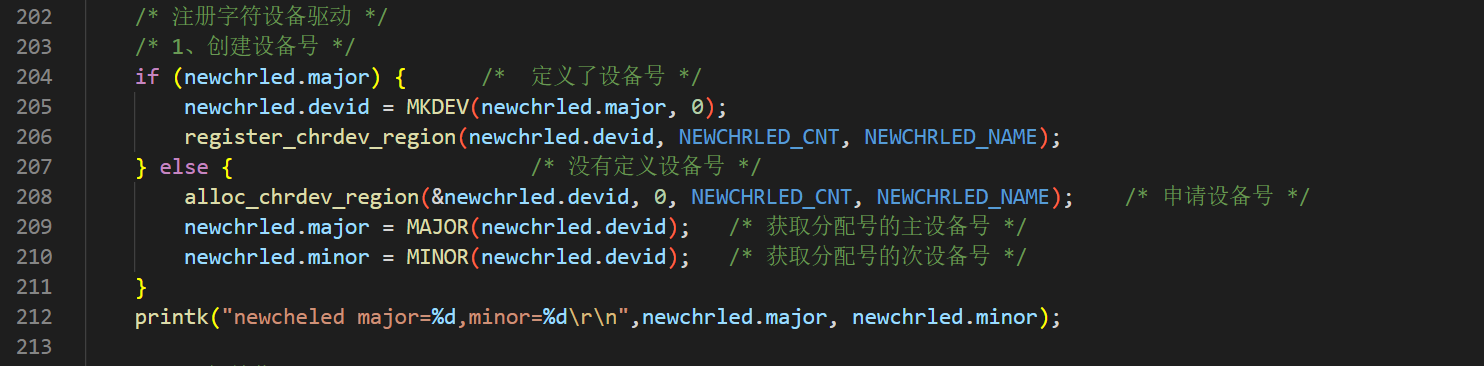 202 /* 注册字符设备驱动 */
203 /* 1、创建设备号 */
204 if (newchrled.major) { /*  定义了设备号 */
205 newchrled.devid = MKDEV(newchrled.major, 0);
206 register_chrdev_region(newchrled.devid, NEWCHRLED_CNT, NEWCHRLED_NAME);
207 } else { /* 没有定义设备号 */
208 alloc_chrdev_region(&newchrled.devid, 0, NEWCHRLED_CNT, NEWCHRLED_NAME); /* 申请设备号 */
209 newchrled.major = MAJOR(newchrled.devid); /* 获取分配号的主设备号 */
210 newchrled.minor = MINOR(newchrled.devid); /* 获取分配号的次设备号 */
211 }
212 printk("newcheled major=%d,minor=%d\r\n",newchrled.major, newchrled.minor);
213